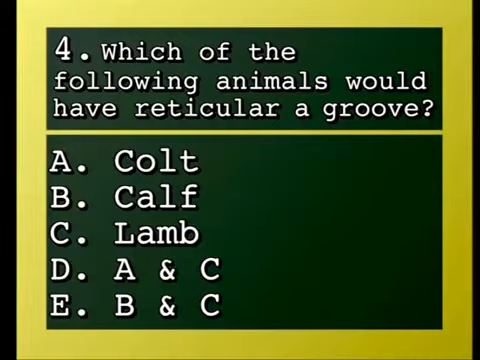 4. Which of the
following animals would
have reticular a groove?
A. Colt
B. Calf
C. Lamb
D. A & C
E. B & C